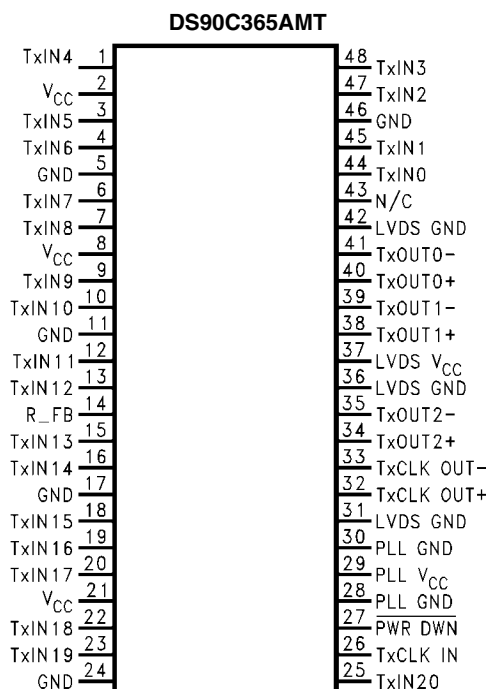 DS90C365AMT
TxIN4 1
VCC 2
TxIN5 3
TxIN6 4
GND 5
TxIN7 6
TxIN8 7
VCC 8
TxIN9 9
TxIN10 10
GND 11
TxIN11 12
TxIN12 13
R_FB 14
TxIN13 15
TxIN14 16
GND 17
TxIN15 18
TxIN16 19
TxIN17 20
VCC 21
TxIN18 22
TxIN19 23
GND 24
48 TxIN3
47 TxIN2
46 GND
45 TxIN1
44 TxIN0
43 N/C
42 LVDS GND
41 TxOUT0-
40 TxOUT0+
39 TxOUT1-
38 TxOUT1+
37 LVDS VCC
36 LVDS GND
35 TxOUT2-
34 TxOUT2+
33 TxCLK OUT-
32 TxCLK OUT+
31 LVDS GND
30 PLL GND
29 PLL VCC
28 PLL GND
27 PWR DWN
26 TxCLK IN
25 TxIN20